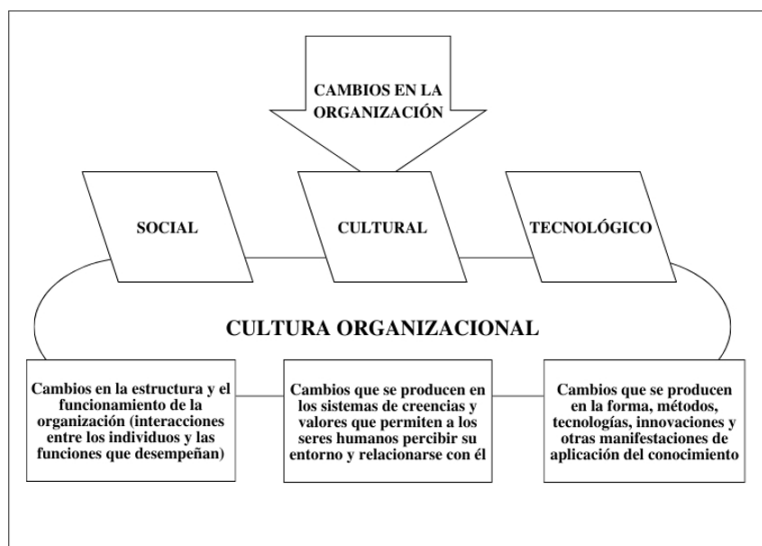 CAMBIOS EN LA
ORGANIZACIÓN
SOCIAL
CULTURAL
TECNOLÓGICO
CULTURA ORGANIZACIONAL
Cambios en la estructura y el
funcionamiento de la
organización (interacciones
entre los individuos y las
funciones que desempeñan)
Cambios que se producen en
los sistemas de creencias y
valores que permiten a los
seres humanos percibir su
entorno y relacionarse con él
Cambios que se producen
en la forma, métodos,
tecnologías, innovaciones y
otras manifestaciones de
aplicación del conocimiento